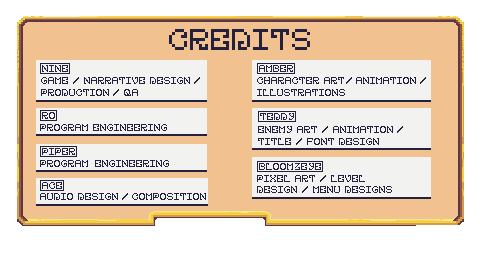 CREDITS
NINE
GAME / NARRATIVE DESIGN /
PRODUCTION / QA
RO
PROGRAM ENGINEERING
PIPER
PROGRAM ENGINEERING
ACE
AUDIO DESIGN / COMPOSITION
AMBER
CHARACTER ART / ANIMATION /
ILLUSTRATIONS
TEDDY
ENEMY ART / ANIMATION /
TITLE / FONT DESIGN
BLOOMZEYE
PIXEL ART / LEVEL
DESIGN / MENU DESIGNS